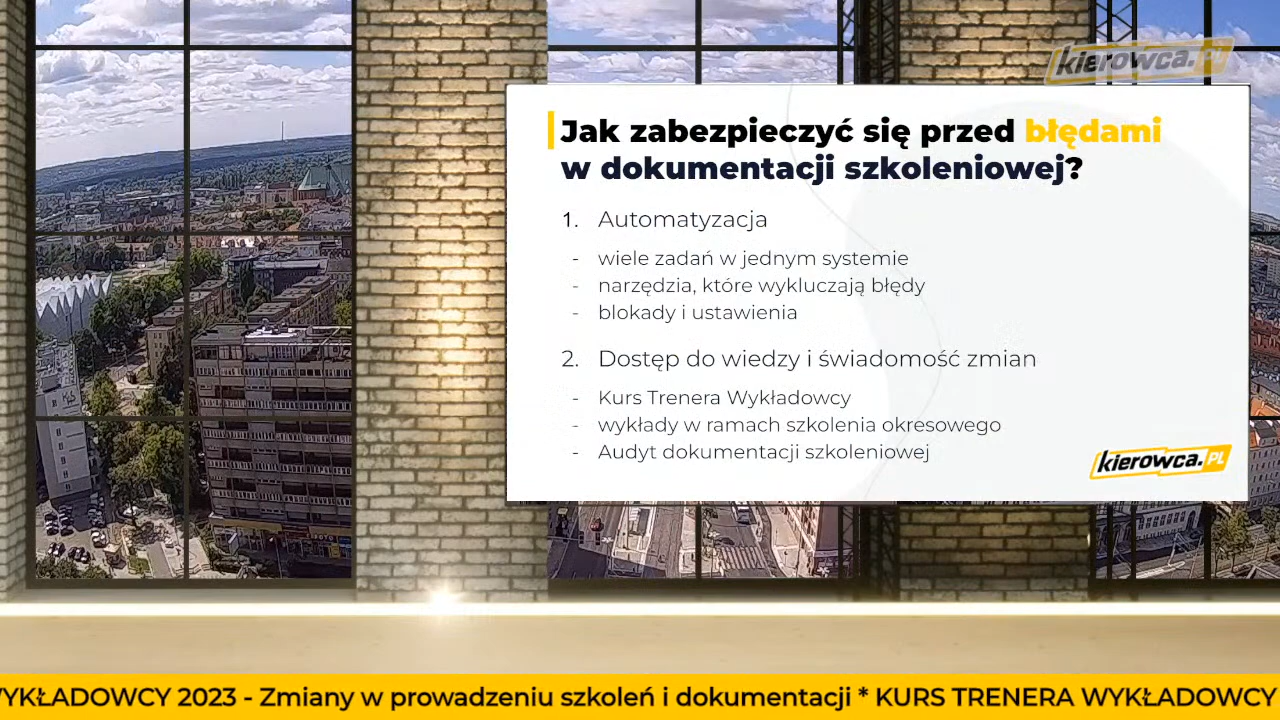 kierowca.PL
Jak zabezpieczyć się przed błędami
w dokumentacji szkoleniowej?
1. Automatyzacja
- wiele zadań w jednym systemie
- narzędzia, które wykluczają błędy
- blokady i ustawienia
2. Dostęp do wiedzy i świadomość zmian
- Kurs Trenera Wykładowcy
- wykłady w ramach szkolenia okresowego
- Audyt dokumentacji szkoleniowej
kierowca.PL
WYKŁADOWCY 2023 - Zmiany w prowadzeniu szkoleń i dokumentacji * KURS TRENERA WYKŁADOWCY